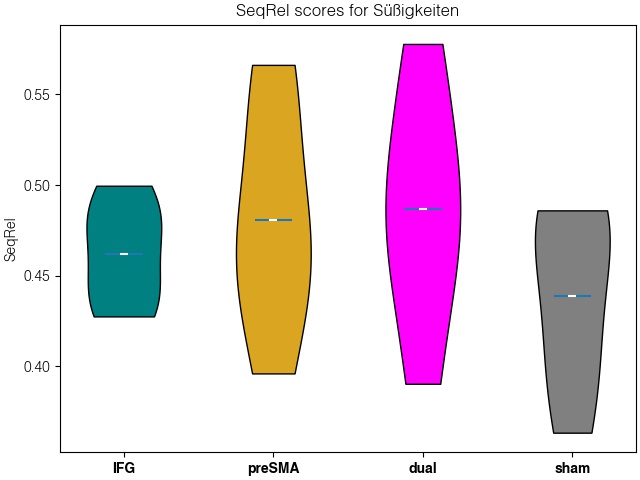 SeqRel scores for Süßigkeiten
0.55
0.50
0.45
0.40
SeqRel
IFG
preSMA
dual
sham